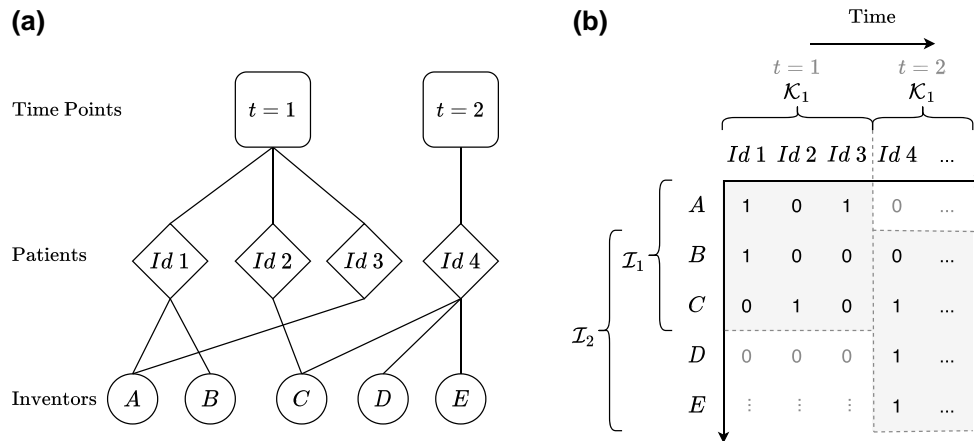 (a)
Time Points
t = 1
t = 2
Patients
Id 1
Id 2
Id 3
Id 4
Inventors
A
B
C
D
E
(b)
Time
t = 1
t = 2
𝒦₁
𝒦₁
Id 1 Id 2 Id 3 Id 4 ...
A 1 0 1 0 ...
B 1 0 0 0 ...
C 0 1 0 1 ...
D 0 0 0 1 ...
E ⋮ ⋮ ⋮ 1 ...
ℐ₁
ℐ₂